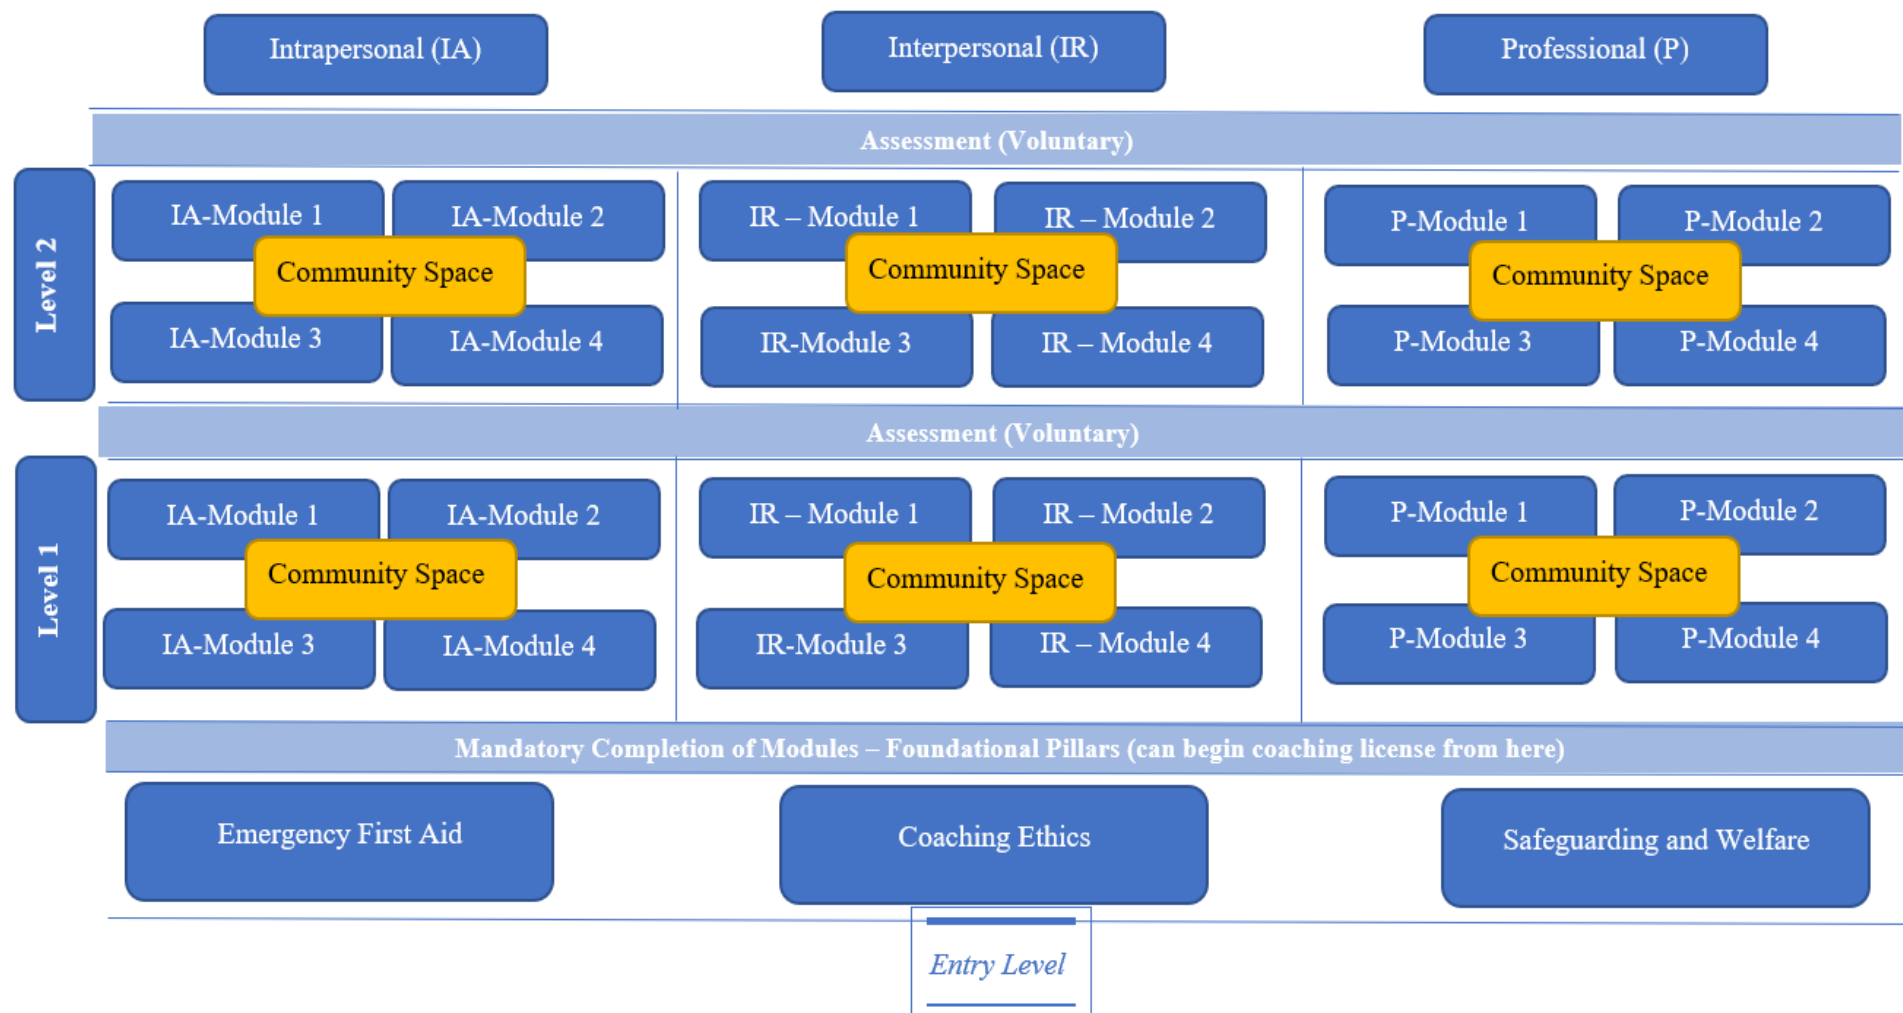 Intrapersonal (IA)
Interpersonal (IR)
Professional (P)
Assessment (Voluntary)
Level 2
IA-Module 1
IA-Module 2
Community Space
IA-Module 3
IA-Module 4
IR – Module 1
IR – Module 2
Community Space
IR-Module 3
IR – Module 4
P-Module 1
P-Module 2
Community Space
P-Module 3
P-Module 4
Assessment (Voluntary)
Level 1
IA-Module 1
IA-Module 2
Community Space
IA-Module 3
IA-Module 4
IR – Module 1
IR – Module 2
Community Space
IR-Module 3
IR – Module 4
P-Module 1
P-Module 2
Community Space
P-Module 3
P-Module 4
Mandatory Completion of Modules – Foundational Pillars (can begin coaching license from here)
Emergency First Aid
Coaching Ethics
Safeguarding and Welfare
Entry Level